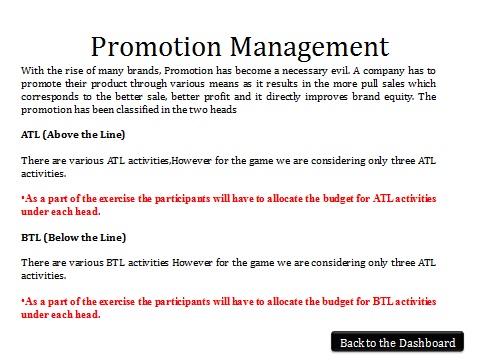 Promotion Management
With the rise of many brands, Promotion has become a necessary evil. A company has to
promote their product through various means as it results in the more pull sales which
corresponds to the better sale, better profit and it directly improves brand equity. The
promotion has been classified in the two heads
ATL (Above the Line)
There are various ATL activities,However for the game we are considering only three ATL
activities.
•As a part of the exercise the participants will have to allocate the budget for ATL activities
under each head.
BTL (Below the Line)
There are various BTL activities However for the game we are considering only three ATL
activities.
•As a part of the exercise the participants will have to allocate the budget for BTL activities
under each head.
Back to the Dashboard